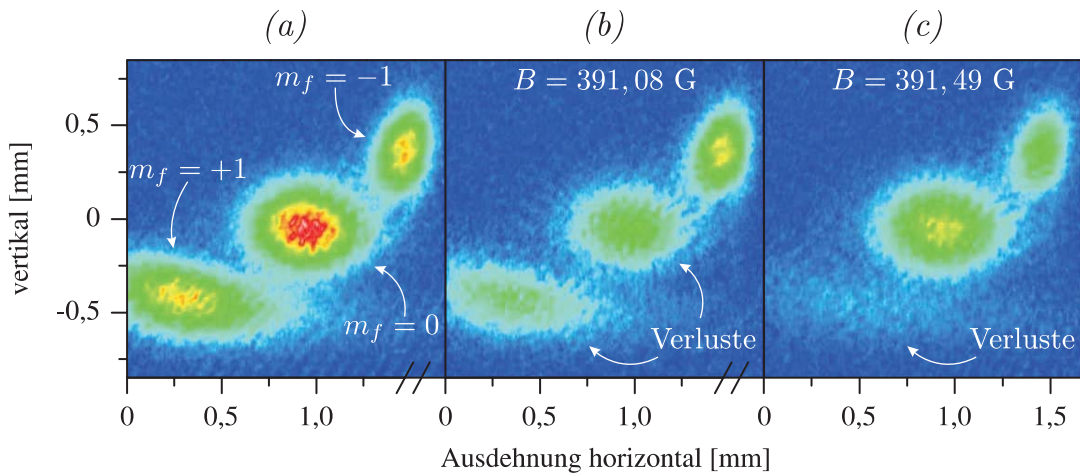 (a) (b) (c)
m_f = −1
B = 391, 08 G
B = 391, 49 G
m_f = +1
m_f = 0
Verluste
Verluste
vertikal [mm]
0,5
0
-0,5
0 0,5 1,0
0 0,5 1,0
0 0,5 1,0 1,5
Ausdehnung horizontal [mm]